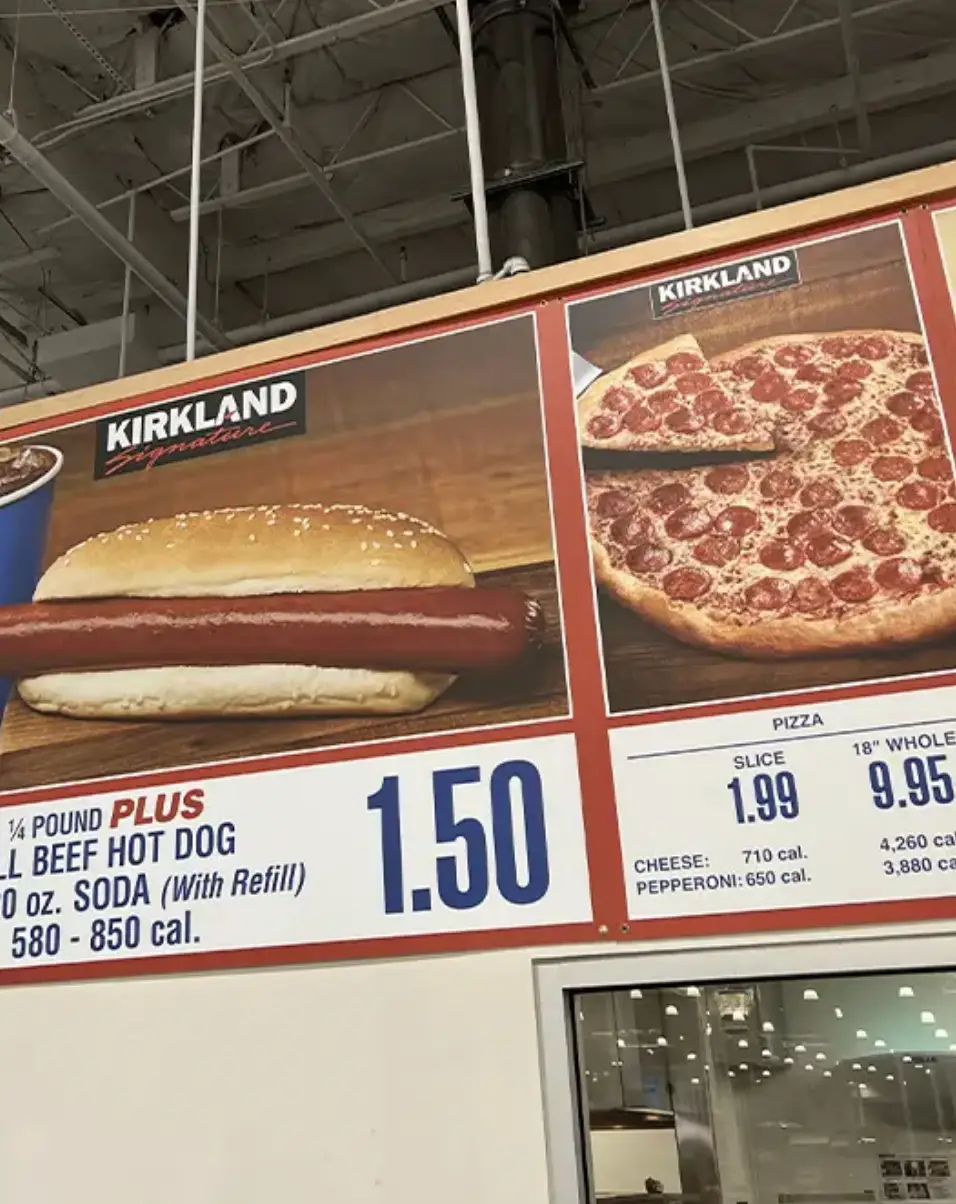 KIRKLAND
Signature
¼ POUND PLUS
LL BEEF HOT DOG
0 oz. SODA (With Refill)
580 - 850 cal.
1.50
KIRKLAND
Signature
PIZZA
SLICE
1.99
18" WHOLE
9.95
CHEESE: 710 cal. 4,260 cal
PEPPERONI: 650 cal. 3,880 ca